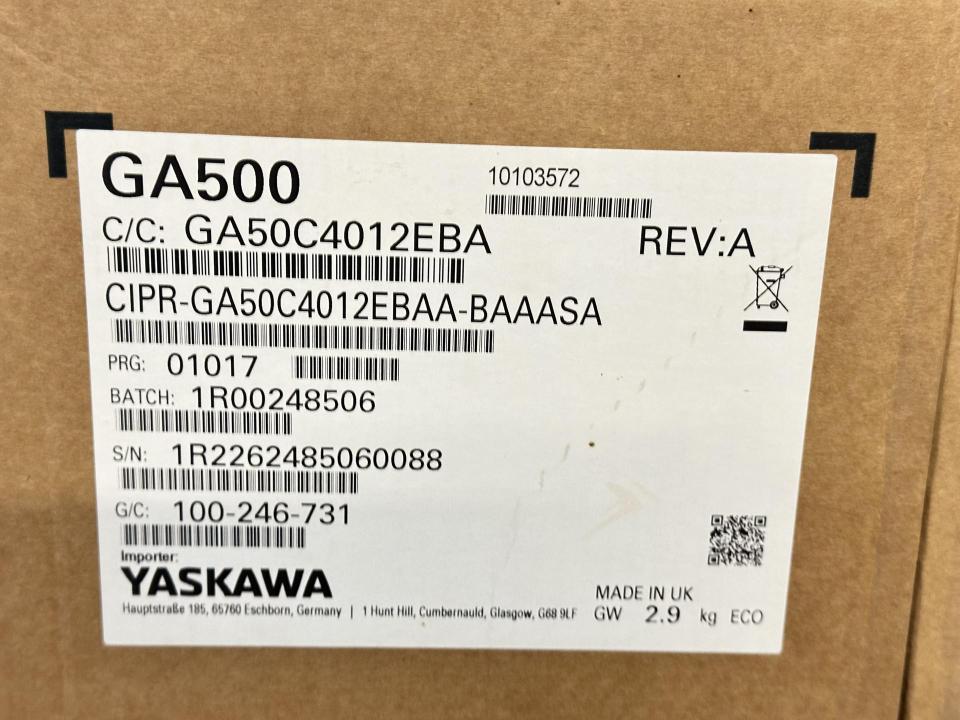 GA500
10103572
C/C: GA50C4012EBA
REV:A
CIPR-GA50C4012EBAA-BAAASA
PRG: 01017
BATCH: 1R00248506
S/N: 1R2262485060088
G/C: 100-246-731
Importer:
YASKAWA
Hauptstraße 185, 65760 Eschborn, Germany | 1 Hunt Hill, Cumbernauld, Glasgow, G68 9LF
MADE IN UK
GW 2.9 kg ECO